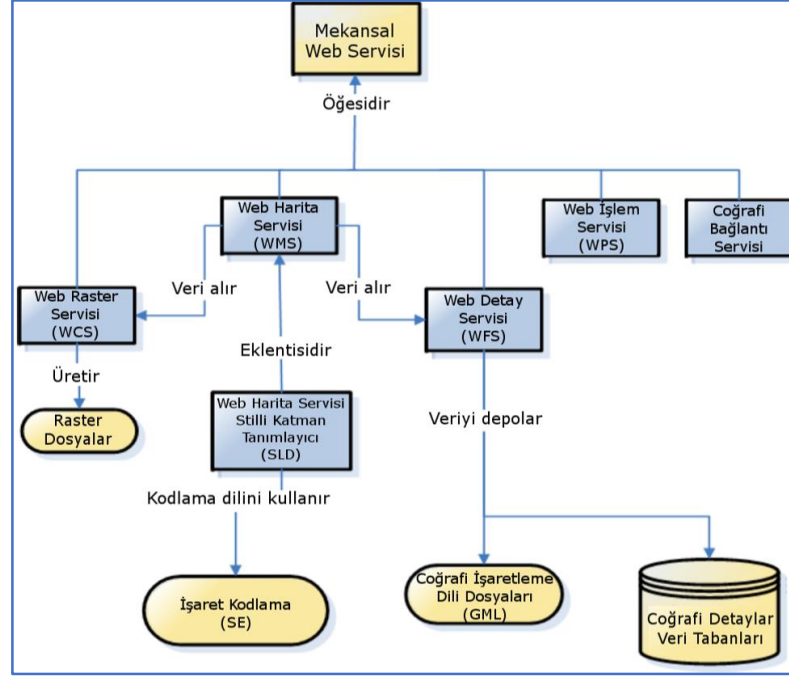 Mekansal
Web Servisi
Öğesidir
Web Harita
Servisi
(WMS)
Web İşlem
Servisi
(WPS)
Coğrafi
Bağlantı
Servisi
Veri alır
Veri alır
Web Raster
Servisi
(WCS)
Web Detay
Servisi
(WFS)
Eklentisidir
Üretir
Raster
Dosyalar
Web Harita Servisi
Stilli Katman
Tanımlayıcı
(SLD)
Veriyi depolar
Kodlama dilini kullanır
İşaret Kodlama
(SE)
Coğrafi İşaretleme
Dili Dosyaları
(GML)
Coğrafi Detaylar
Veri Tabanları